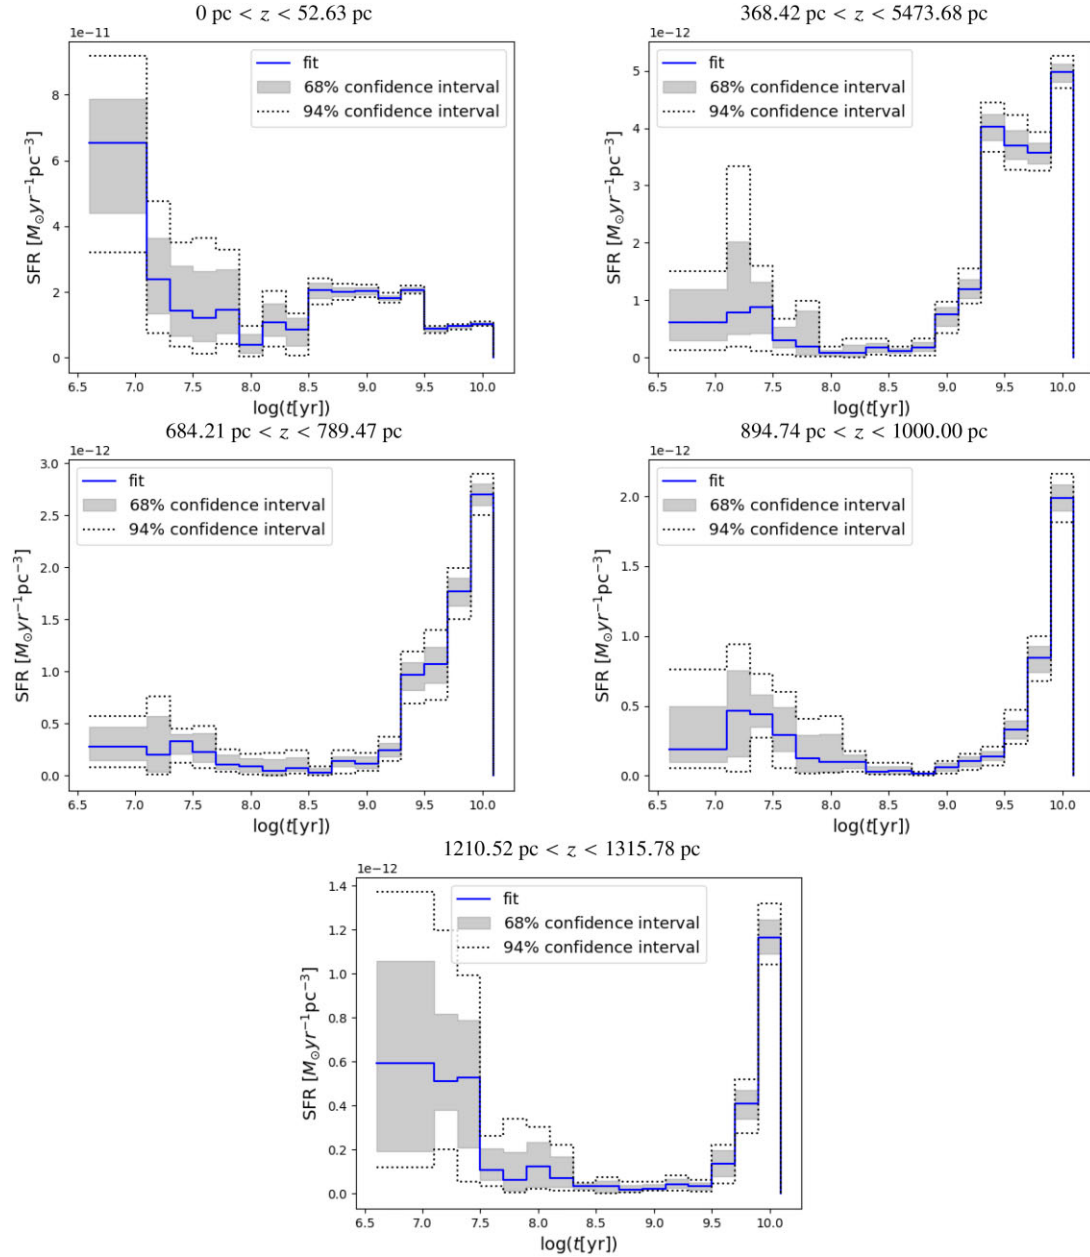 0 pc < z < 52.63 pc
1e−11
fit
68% confidence interval
94% confidence interval
SFR [M⊙yr⁻¹pc⁻³]
8
6
4
2
0
6.5 7.0 7.5 8.0 8.5 9.0 9.5 10.0
log(t[yr])
368.42 pc < z < 5473.68 pc
1e−12
fit
68% confidence interval
94% confidence interval
SFR [M⊙yr⁻¹pc⁻³]
5
4
3
2
1
0
6.5 7.0 7.5 8.0 8.5 9.0 9.5 10.0
log(t[yr])
684.21 pc < z < 789.47 pc
1e−12
fit
68% confidence interval
94% confidence interval
SFR [M⊙yr⁻¹pc⁻³]
3.0
2.5
2.0
1.5
1.0
0.5
0.0
6.5 7.0 7.5 8.0 8.5 9.0 9.5 10.0
log(t[yr])
894.74 pc < z < 1000.00 pc
1e−12
fit
68% confidence interval
94% confidence interval
SFR [M⊙yr⁻¹pc⁻³]
2.0
1.5
1.0
0.5
0.0
6.5 7.0 7.5 8.0 8.5 9.0 9.5 10.0
log(t[yr])
1210.52 pc < z < 1315.78 pc
1e−12
fit
68% confidence interval
94% confidence interval
SFR [M⊙yr⁻¹pc⁻³]
1.4
1.2
1.0
0.8
0.6
0.4
0.2
0.0
6.5 7.0 7.5 8.0 8.5 9.0 9.5 10.0
log(t[yr])